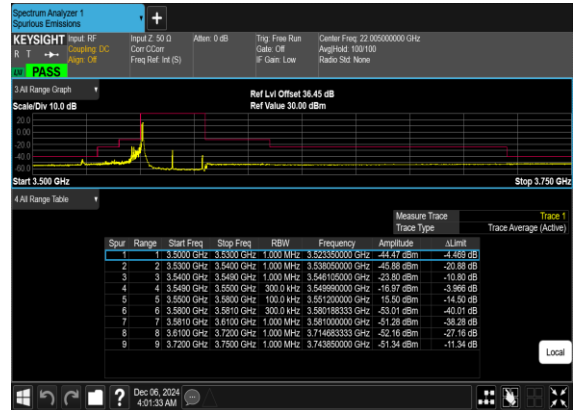 Spectrum Analyzer 1
Spurious Emissions
+
KEYSIGHT Input: RF Input Z: 50 Ω Atten: 0 dB Trig: Free Run Center Freq: 22.005000000 GHz
R T Coupling: DC Corr CCorr Gate: Off Avg|Hold: 100/100
Align: Off Freq Ref: Int (S) IF Gain: Low Radio Std: None
PASS
3 All Range Graph
Ref Lvl Offset 36.45 dB
Scale/Div 10.0 dB Ref Value 30.00 dBm
20.0
0.00
-20.0
-40.0
-60.0
Start 3.500 GHz Stop 3.750 GHz
4 All Range Table
Measure Trace Trace 1
Trace Type Trace Average (Active)
Spur Range Start Freq Stop Freq RBW Frequency Amplitude ΔLimit
1 1 3.5000 GHz 3.5300 GHz 1.000 MHz 3.523350000 GHz -44.47 dBm -4.469 dB
2 2 3.5300 GHz 3.5400 GHz 1.000 MHz 3.538050000 GHz -45.88 dBm -20.88 dB
3 3 3.5400 GHz 3.5490 GHz 1.000 MHz 3.546105000 GHz -23.80 dBm -10.80 dB
4 4 3.5490 GHz 3.5500 GHz 300.0 kHz 3.549990000 GHz -16.97 dBm -3.966 dB
5 5 3.5500 GHz 3.5800 GHz 100.0 kHz 3.551200000 GHz 15.50 dBm -14.50 dB
6 6 3.5800 GHz 3.5810 GHz 300.0 kHz 3.580188333 GHz -53.01 dBm -40.01 dB
7 7 3.5810 GHz 3.6100 GHz 1.000 MHz 3.581000000 GHz -51.28 dBm -38.28 dB
8 8 3.6100 GHz 3.7200 GHz 1.000 MHz 3.714683333 GHz -52.16 dBm -27.16 dB
9 9 3.7200 GHz 3.7500 GHz 1.000 MHz 3.743850000 GHz -51.34 dBm -11.34 dB
Local
? Dec 06, 2024
4:01:33 AM